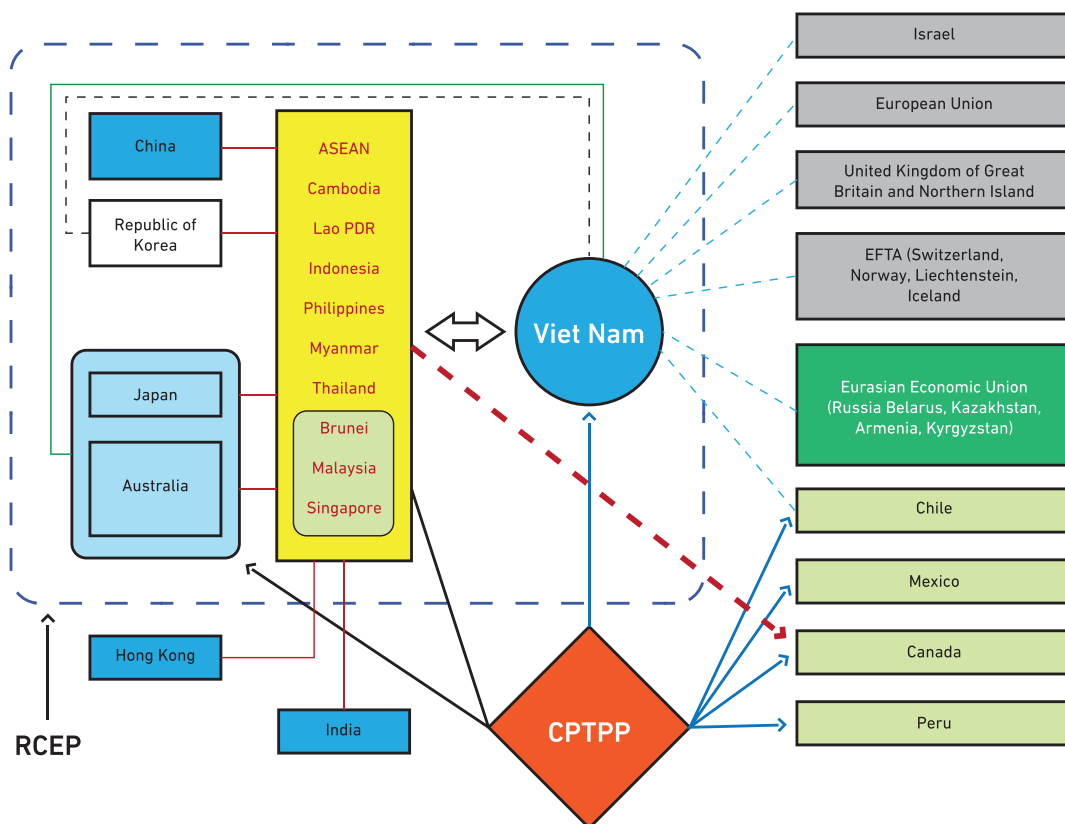 China
Republic of
Korea
Japan
Australia
ASEAN
Cambodia
Lao PDR
Indonesia
Philippines
Myanmar
Thailand
Brunei
Malaysia
Singapore
Viet Nam
Israel
European Union
United Kingdom of Great
Britain and Northern Island
EFTA (Switzerland,
Norway, Liechtenstein,
Iceland
Eurasian Economic Union
(Russia Belarus, Kazakhstan,
Armenia, Kyrgyzstan)
Chile
Mexico
Canada
Peru
Hong Kong
India
RCEP
CPTPP